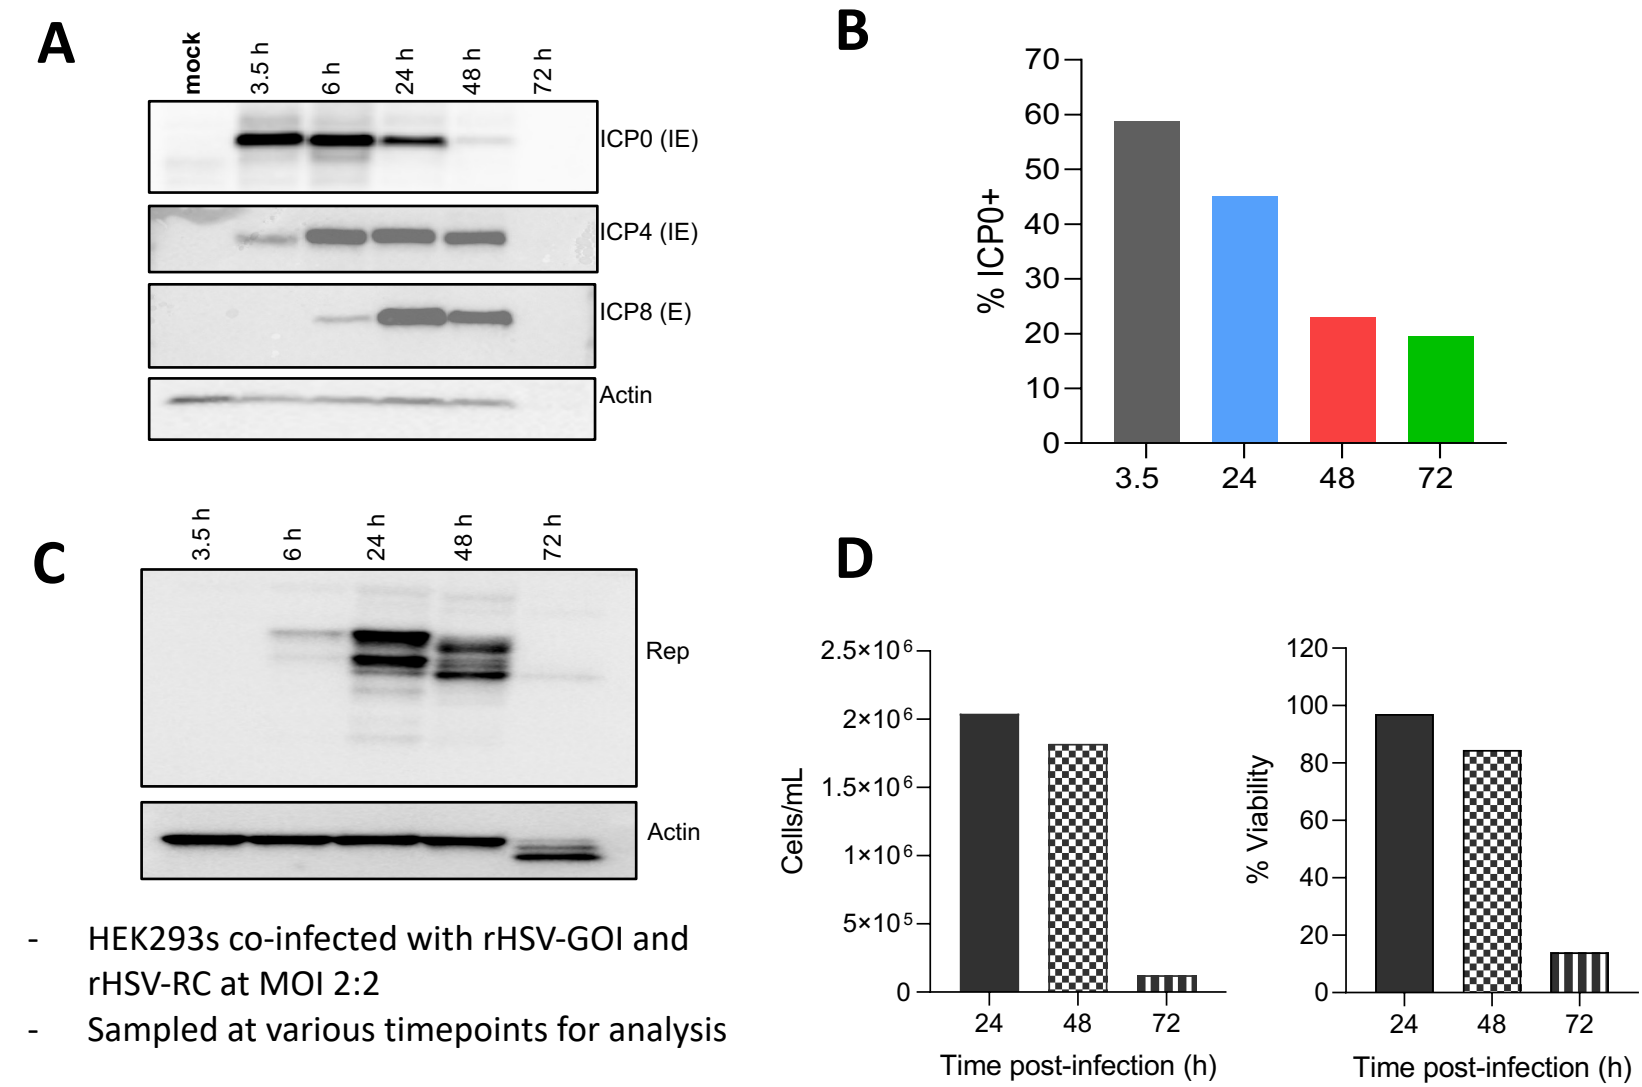 A
mock
3.5 h
6 h
24 h
48 h
72 h
ICP0 (IE)
ICP4 (IE)
ICP8 (E)
Actin
B
% ICP0+
70
60
50
40
30
20
10
0
3.5
24
48
72
C
3.5 h
6 h
24 h
48 h
72 h
Rep
Actin
- HEK293s co-infected with rHSV-GOI and
rHSV-RC at MOI 2:2
- Sampled at various timepoints for analysis
D
Cells/mL
2.5×10⁶
2×10⁶
1.5×10⁶
1×10⁶
5×10⁵
0
24
48
72
Time post-infection (h)
% Viability
120
100
80
60
40
20
0
24
48
72
Time post-infection (h)